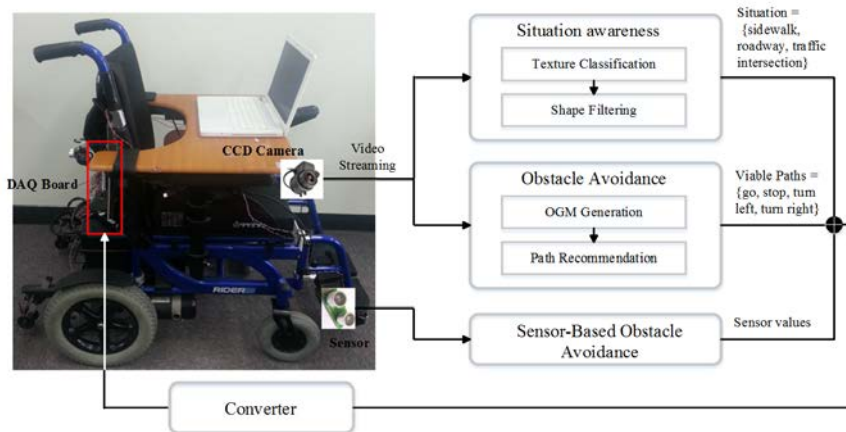 Situation awareness
Texture Classification
Shape Filtering
Situation =
{sidewalk,
roadway, traffic
intersection}
CCD Camera
Video
Streaming
DAQ Board
Obstacle Avoidance
OGM Generation
Path Recommendation
Viable Paths =
{go, stop, turn
left, turn right}
RIDER
Sensor
Sensor-Based Obstacle
Avoidance
Sensor values
Converter